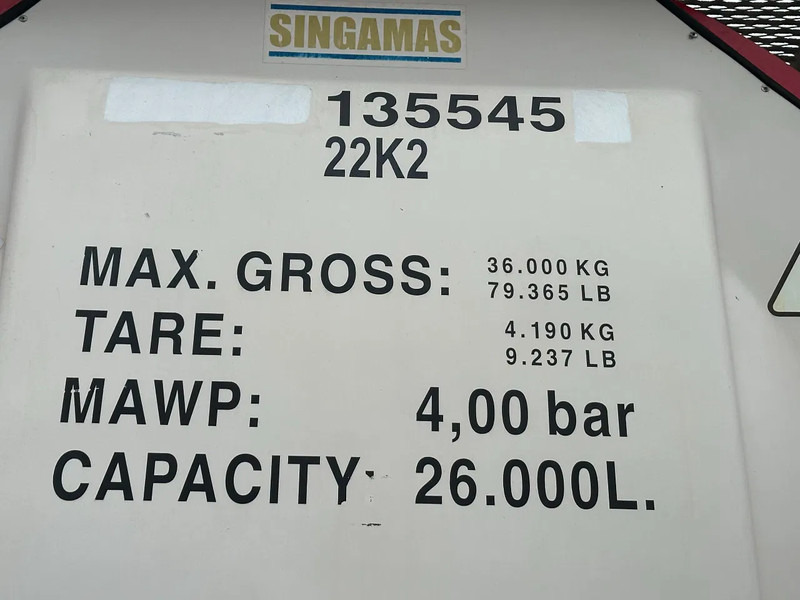 SINGAMAS
135545
22K2
MAX. GROSS: 36.000 KG
79.365 LB
TARE: 4.190 KG
9.237 LB
MAWP: 4,00 bar
CAPACITY: 26.000L.